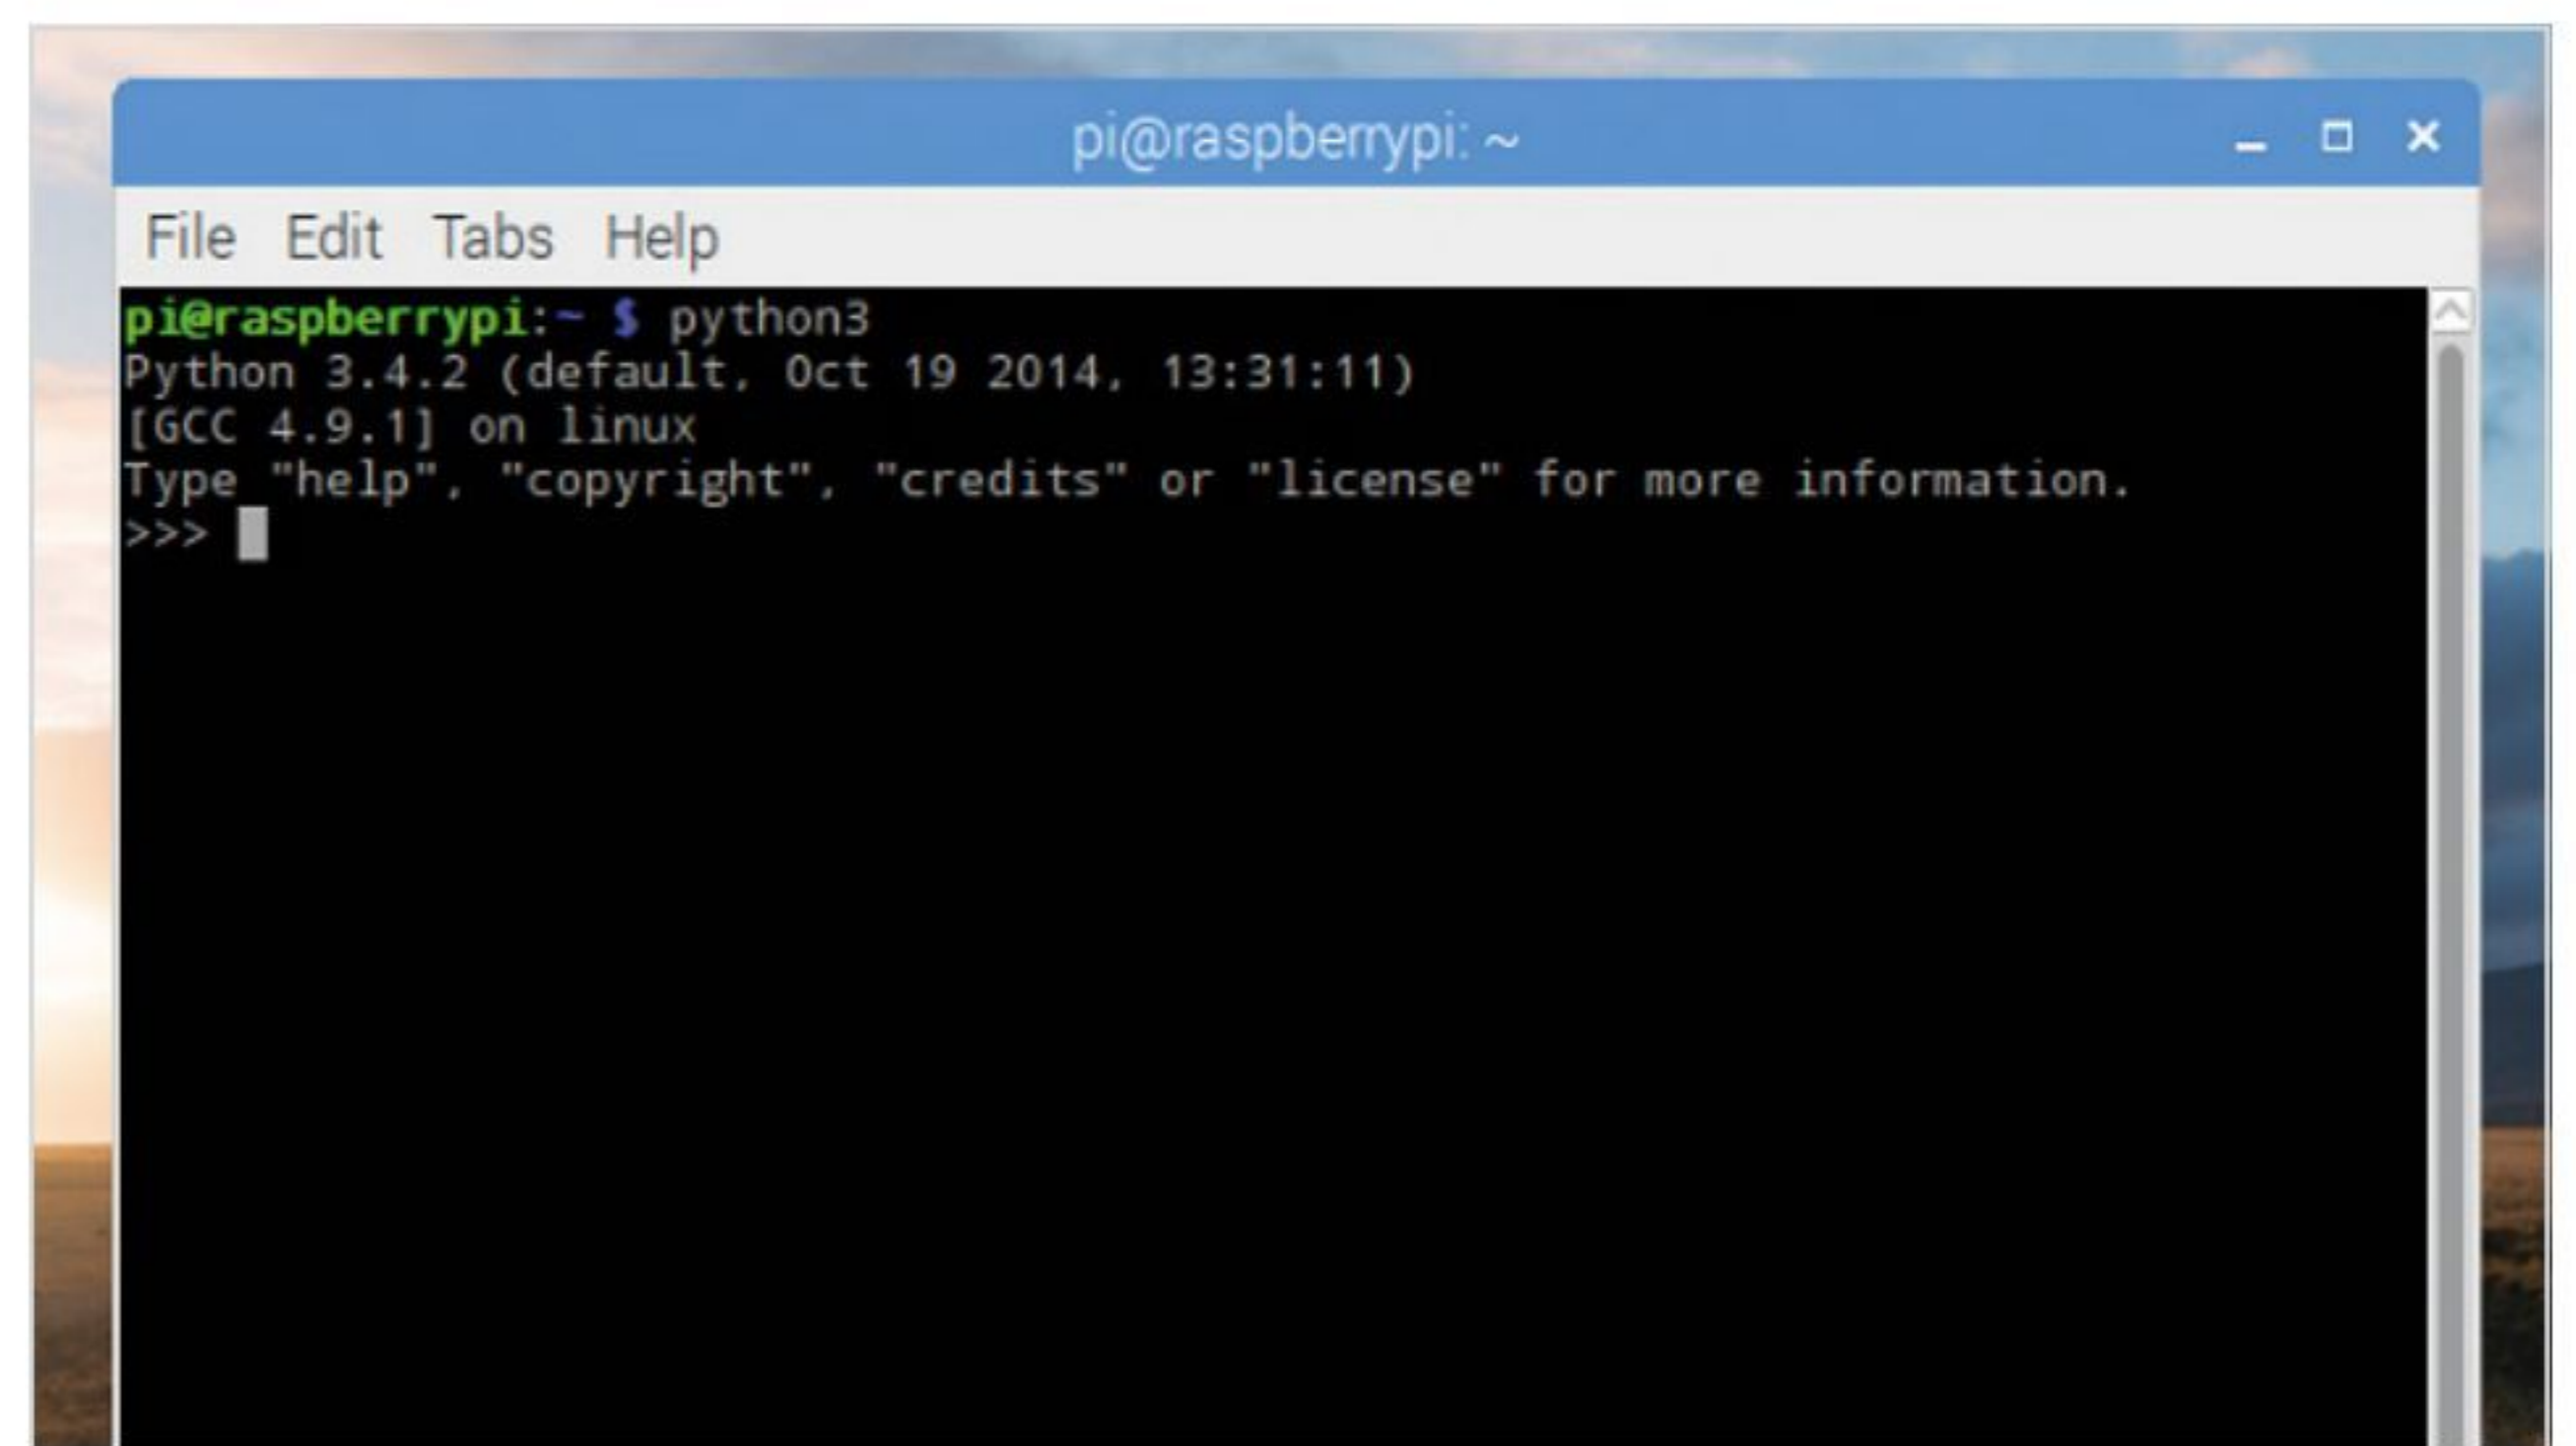 pi@raspberrypi: ~
File Edit Tabs Help
pi@raspberrypi:~ $ python3
Python 3.4.2 (default, Oct 19 2014, 13:31:11)
[GCC 4.9.1] on linux
Type "help", "copyright", "credits" or "license" for more information.
>>>